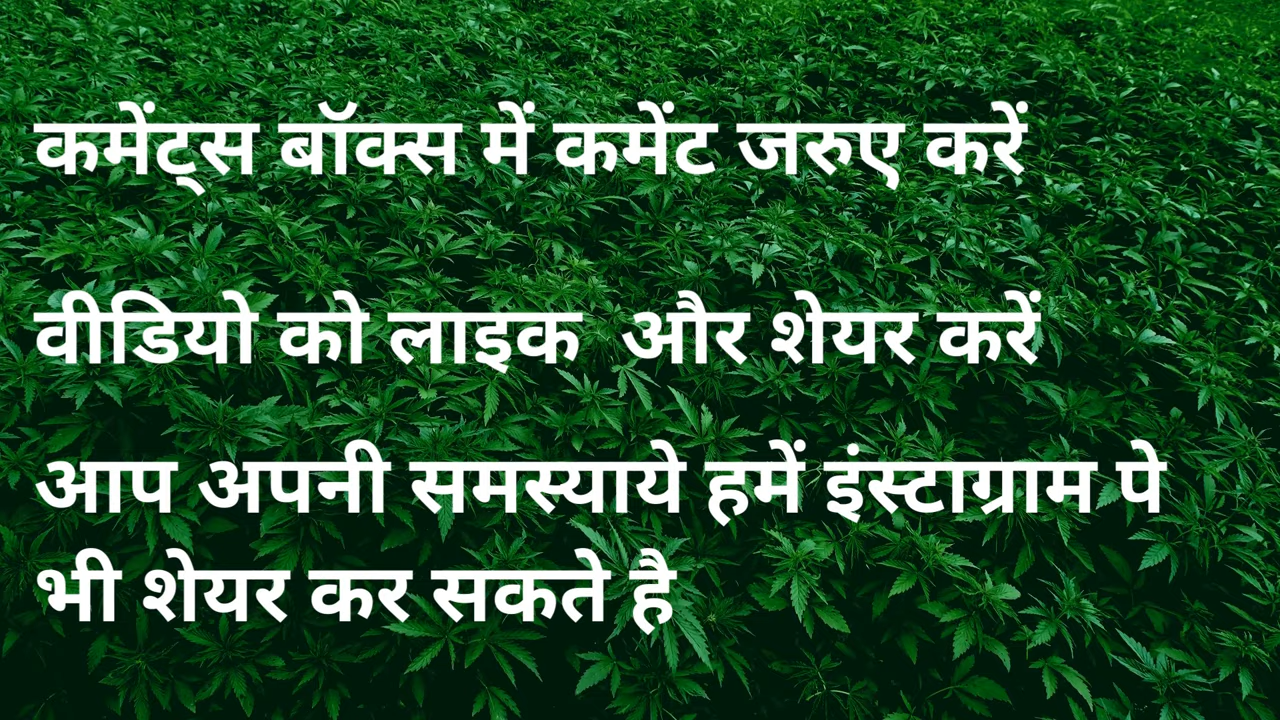 कमेंट्स बॉक्स में कमेंट जरुए करें
वीडियो को लाइक और शेयर करें
आप अपनी समस्याये हमें इंस्टाग्राम पे
भी शेयर कर सकते है